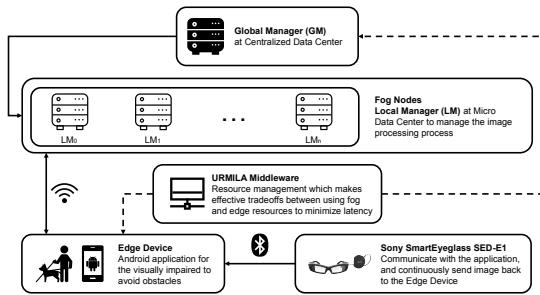 Global Manager (GM)
at Centralized Data Center
Fog Nodes
Local Manager (LM) at Micro
Data Center to manage the image
processing process
LM0
LM1
. . .
LMn
URMILA Middleware
Resource management which makes
effective tradeoffs between using fog
and edge resources to minimize latency
Edge Device
Android application for
the visually impaired to
avoid obstacles
Sony SmartEyeglass SED-E1
Communicate with the application,
and continuously send image back
to the Edge Device